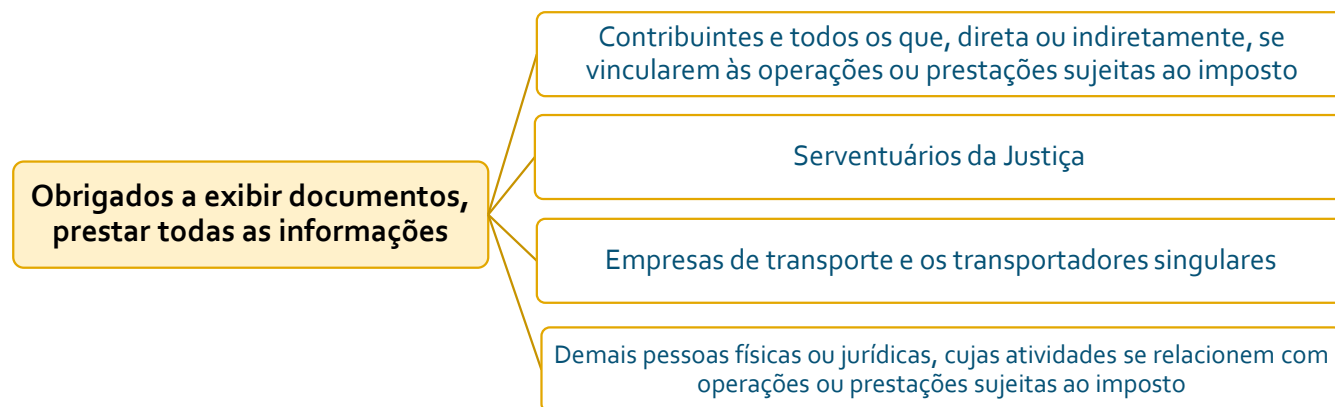 Contribuintes e todos os que, direta ou indiretamente, se
vincularem às operações ou prestações sujeitas ao imposto
Serventuários da Justiça
Obrigados a exibir documentos,
prestar todas as informações
Empresas de transporte e os transportadores singulares
Demais pessoas físicas ou jurídicas, cujas atividades se relacionem com
operações ou prestações sujeitas ao imposto